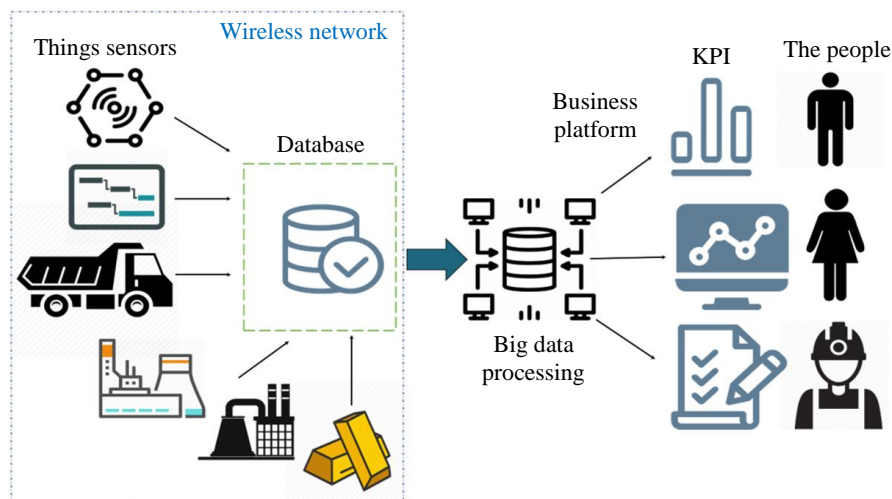 Wireless network
Things sensors
Database
Big data
processing
Business
platform
KPI
The people